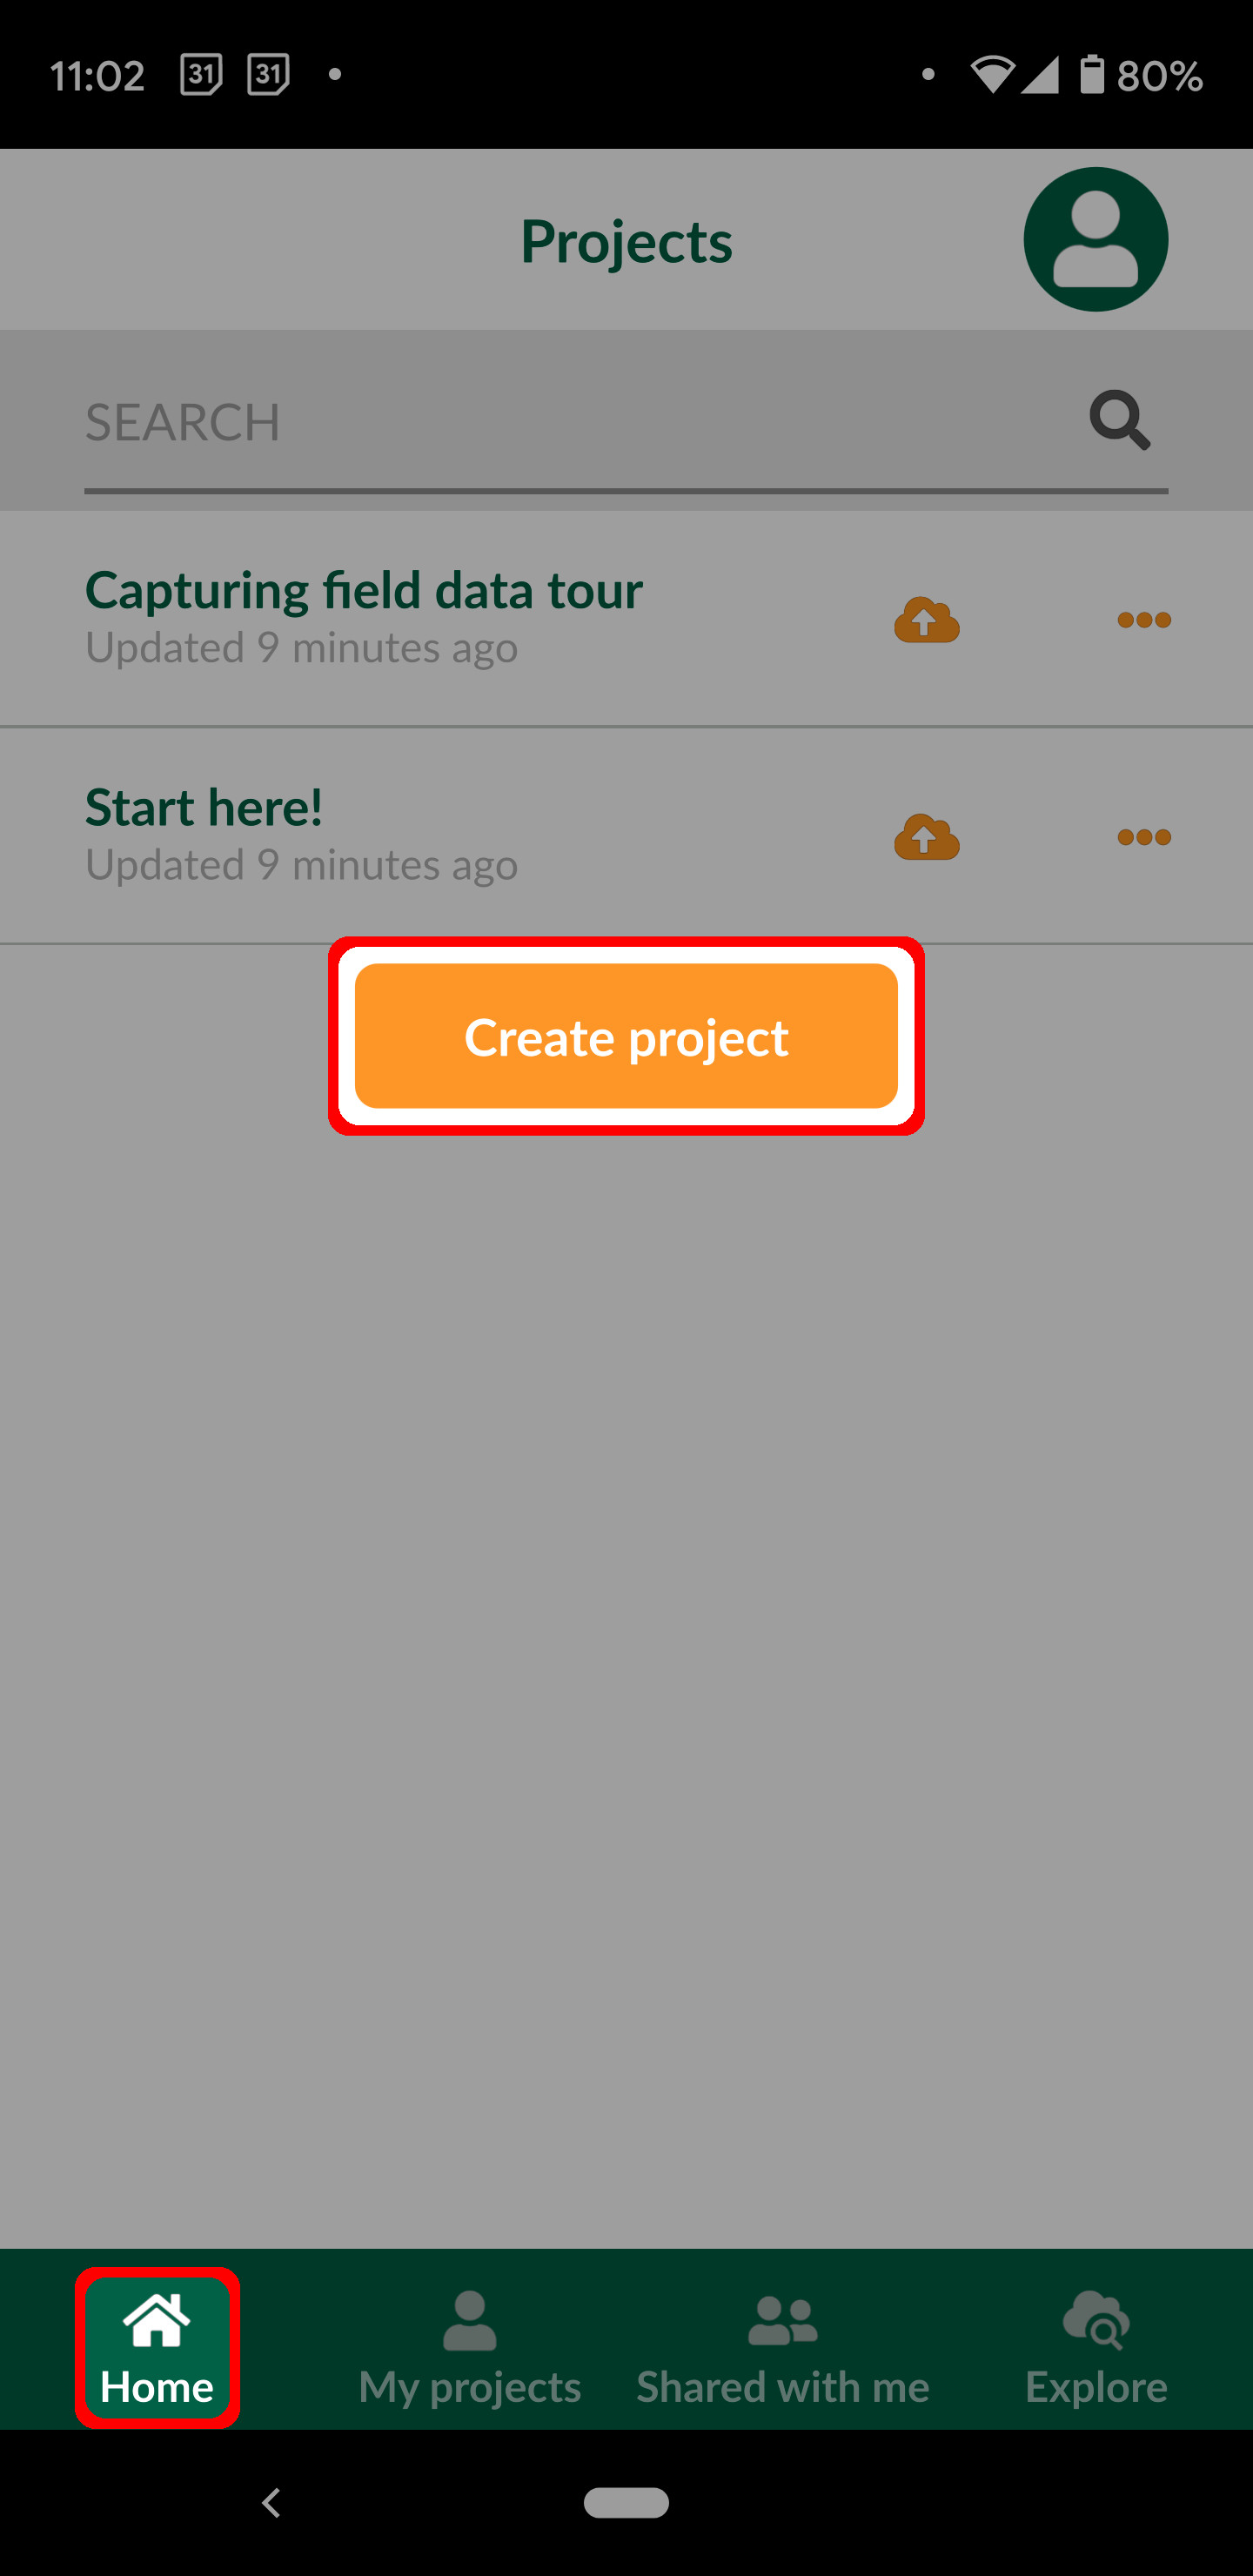 11:02 31 31 80%
Projects
SEARCH
Capturing field data tour
Updated 9 minutes ago
Start here!
Updated 9 minutes ago
Create project
Home My projects Shared with me Explore